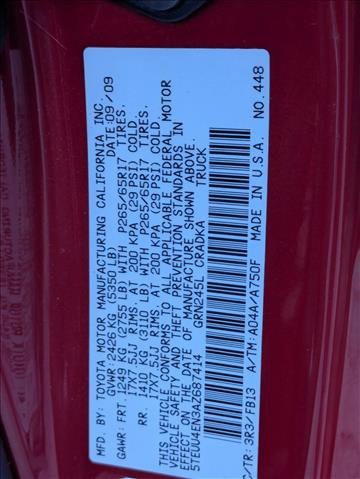 MFD. BY: TOYOTA MOTOR MANUFACTURING CALIFORNIA INC.
GVWR 2426 KG (5350 LB) DATE:09/09
GAWR: FRT. 1249 KG (2755 LB) WITH P265/65R17 TIRES,
17X7.5JJ RIMS, AT 200 KPA (29 PSI) COLD.
RR. 1410 KG (3110 LB) WITH P265/65R17 TIRES,
17X7.5JJ RIMS, AT 200 KPA (29 PSI) COLD.
THIS VEHICLE CONFORMS TO ALL APPLICABLE FEDERAL MOTOR
VEHICLE SAFETY AND THEFT PREVENTION STANDARDS IN
EFFECT ON THE DATE OF MANUFACTURE SHOWN ABOVE.
5TEUU4EN3AZ687414 GRN245L CRADKA TRUCK
C/TR: 3R3/FB13 A/TM: A04A/A750F MADE IN U.S.A. NO.448